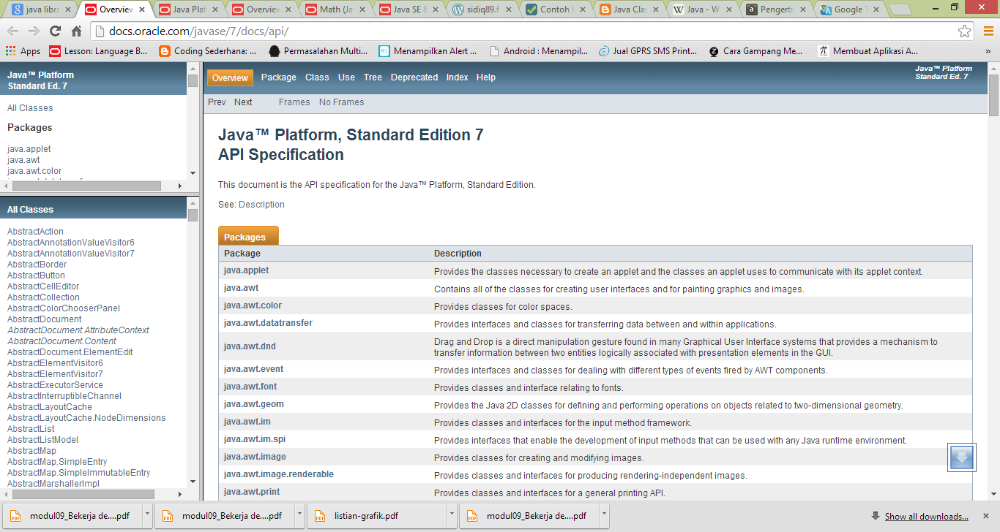 java libra
Overview
Java Plat
Overview
Math (Ja
Java SE 8
sidiq89.f
Contoh
Java Clas
Java - W
Pengerti
Google T
docs.oracle.com/javase/7/docs/api/
Apps
Lesson: Language B...
Coding Sederhana: ...
Permasalahan Multi...
Menampilkan Alert ...
Android : Menampil...
Jual GPRS SMS Print...
Cara Gampang Me...
Membuat Aplikasi A...
»
Java™ Platform
Standard Ed. 7
All Classes
Packages
java.applet
java.awt
java.awt.color
All Classes
AbstractAction
AbstractAnnotationValueVisitor6
AbstractAnnotationValueVisitor7
AbstractBorder
AbstractButton
AbstractCellEditor
AbstractCollection
AbstractColorChooserPanel
AbstractDocument
AbstractDocument.AttributeContext
AbstractDocument.Content
AbstractDocument.ElementEdit
AbstractElementVisitor6
AbstractElementVisitor7
AbstractExecutorService
AbstractInterruptibleChannel
AbstractLayoutCache
AbstractLayoutCache.NodeDimensions
AbstractList
AbstractListModel
AbstractMap
AbstractMap.SimpleEntry
AbstractMap.SimpleImmutableEntry
AbstractMarshallerImpl
Overview Package Class Use Tree Deprecated Index Help
Java™ Platform
Standard Ed. 7
Prev Next Frames No Frames
Java™ Platform, Standard Edition 7
API Specification
This document is the API specification for the Java™ Platform, Standard Edition.
See: Description
Packages
Package Description
java.applet Provides the classes necessary to create an applet and the classes an applet uses to communicate with its applet context.
java.awt Contains all of the classes for creating user interfaces and for painting graphics and images.
java.awt.color Provides classes for color spaces.
java.awt.datatransfer Provides interfaces and classes for transferring data between and within applications.
java.awt.dnd Drag and Drop is a direct manipulation gesture found in many Graphical User Interface systems that provides a mechanism to
transfer information between two entities logically associated with presentation elements in the GUI.
java.awt.event Provides interfaces and classes for dealing with different types of events fired by AWT components.
java.awt.font Provides classes and interface relating to fonts.
java.awt.geom Provides the Java 2D classes for defining and performing operations on objects related to two-dimensional geometry.
java.awt.im Provides classes and interfaces for the input method framework.
java.awt.im.spi Provides interfaces that enable the development of input methods that can be used with any Java runtime environment.
java.awt.image Provides classes for creating and modifying images.
java.awt.image.renderable Provides classes and interfaces for producing rendering-independent images.
java.awt.print Provides classes and interfaces for a general printing API.
modul09_Bekerja de....pdf
modul09_Bekerja de....pdf
listian-grafik.pdf
modul09_Bekerja de....pdf
Show all downloads...